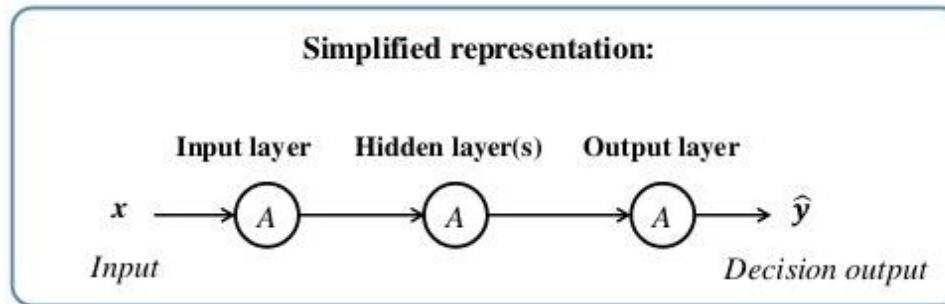 Simplified representation:
Input layer Hidden layer(s) Output layer
x A A A ŷ
Input Decision output